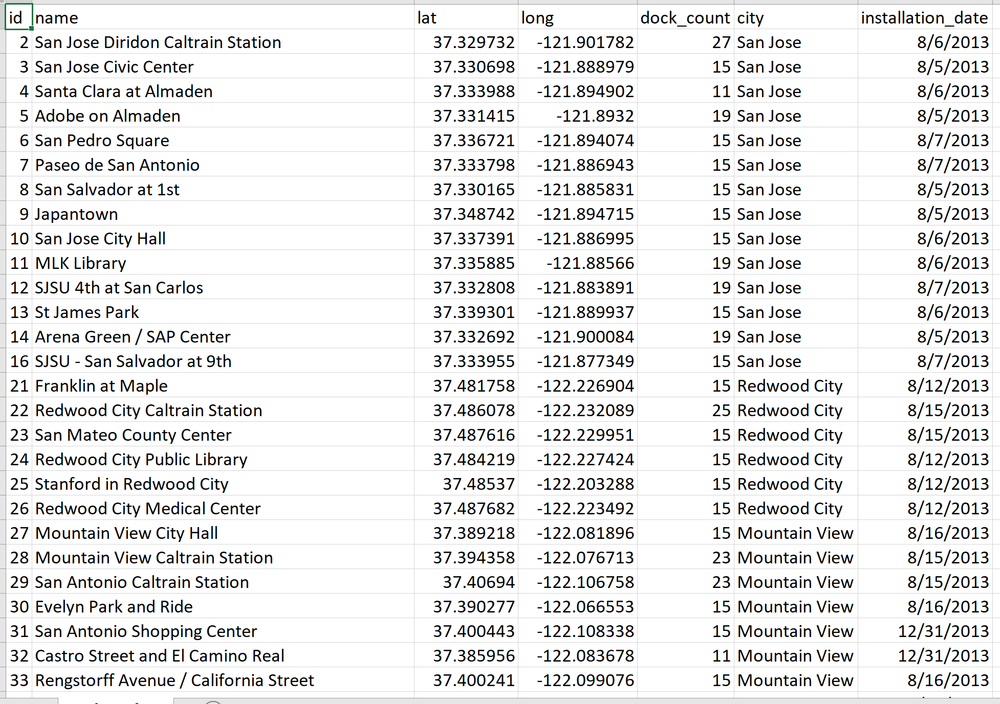 id name lat long dock_count city installation_date
2 San Jose Diridon Caltrain Station 37.329732 -121.901782 27 San Jose 8/6/2013
3 San Jose Civic Center 37.330698 -121.888979 15 San Jose 8/5/2013
4 Santa Clara at Almaden 37.333988 -121.894902 11 San Jose 8/6/2013
5 Adobe on Almaden 37.331415 -121.8932 19 San Jose 8/5/2013
6 San Pedro Square 37.336721 -121.894074 15 San Jose 8/7/2013
7 Paseo de San Antonio 37.333798 -121.886943 15 San Jose 8/7/2013
8 San Salvador at 1st 37.330165 -121.885831 15 San Jose 8/5/2013
9 Japantown 37.348742 -121.894715 15 San Jose 8/5/2013
10 San Jose City Hall 37.337391 -121.886995 15 San Jose 8/6/2013
11 MLK Library 37.335885 -121.88566 19 San Jose 8/6/2013
12 SJSU 4th at San Carlos 37.332808 -121.883891 19 San Jose 8/7/2013
13 St James Park 37.339301 -121.889937 15 San Jose 8/6/2013
14 Arena Green / SAP Center 37.332692 -121.900084 19 San Jose 8/5/2013
16 SJSU - San Salvador at 9th 37.333955 -121.877349 15 San Jose 8/7/2013
21 Franklin at Maple 37.481758 -122.226904 15 Redwood City 8/12/2013
22 Redwood City Caltrain Station 37.486078 -122.232089 25 Redwood City 8/15/2013
23 San Mateo County Center 37.487616 -122.229951 15 Redwood City 8/15/2013
24 Redwood City Public Library 37.484219 -122.227424 15 Redwood City 8/12/2013
25 Stanford in Redwood City 37.48537 -122.203288 15 Redwood City 8/12/2013
26 Redwood City Medical Center 37.487682 -122.223492 15 Redwood City 8/12/2013
27 Mountain View City Hall 37.389218 -122.081896 15 Mountain View 8/16/2013
28 Mountain View Caltrain Station 37.394358 -122.076713 23 Mountain View 8/15/2013
29 San Antonio Caltrain Station 37.40694 -122.106758 23 Mountain View 8/15/2013
30 Evelyn Park and Ride 37.390277 -122.066553 15 Mountain View 8/16/2013
31 San Antonio Shopping Center 37.400443 -122.108338 15 Mountain View 12/31/2013
32 Castro Street and El Camino Real 37.385956 -122.083678 11 Mountain View 12/31/2013
33 Rengstorff Avenue / California Street 37.400241 -122.099076 15 Mountain View 8/16/2013